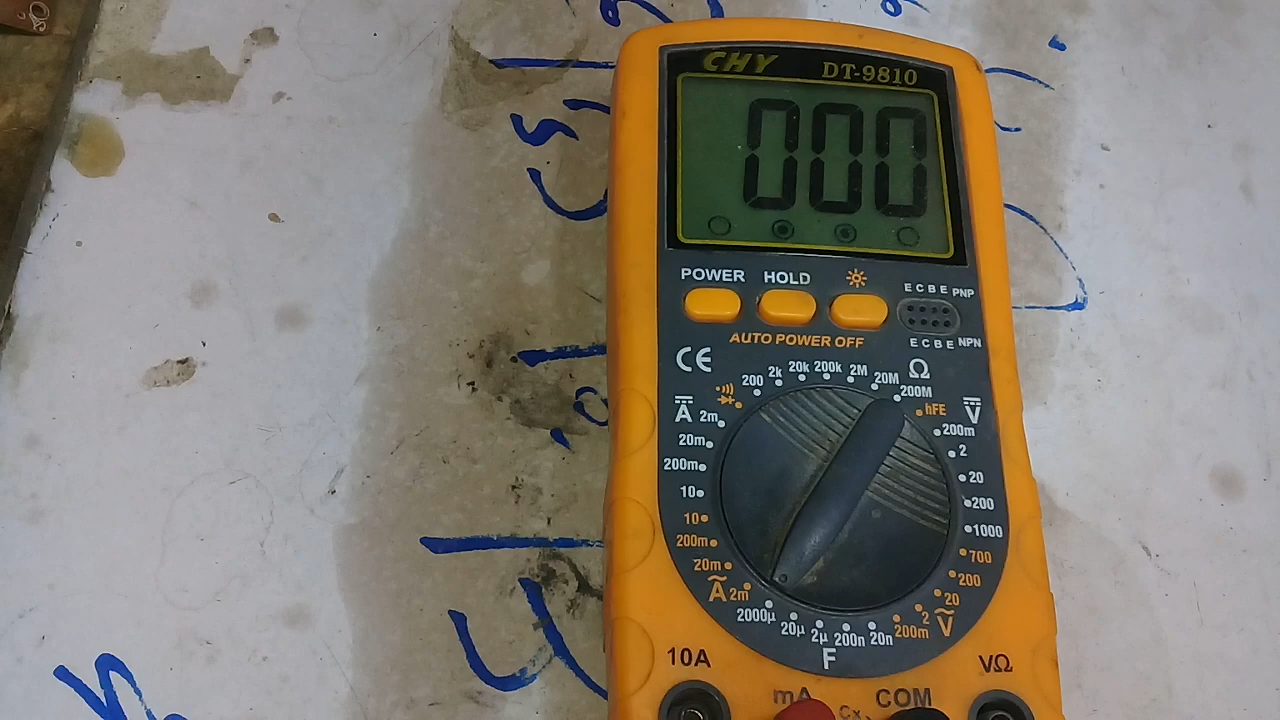 CHY DT-9810
000
POWER HOLD
E C B E PNP
AUTO POWER OFF
E C B E NPN
CE
200 2k 20k 200k 2M 20M 200M
Ω
hFE
A 2m 20m 200m 10
10 200m 20m 2m A
V 200m 2 20 200 1000
700 200 20 2 200m V
2000µ 20µ 2µ 200n 20n
F
10A
mA
Cx
COM
VΩ